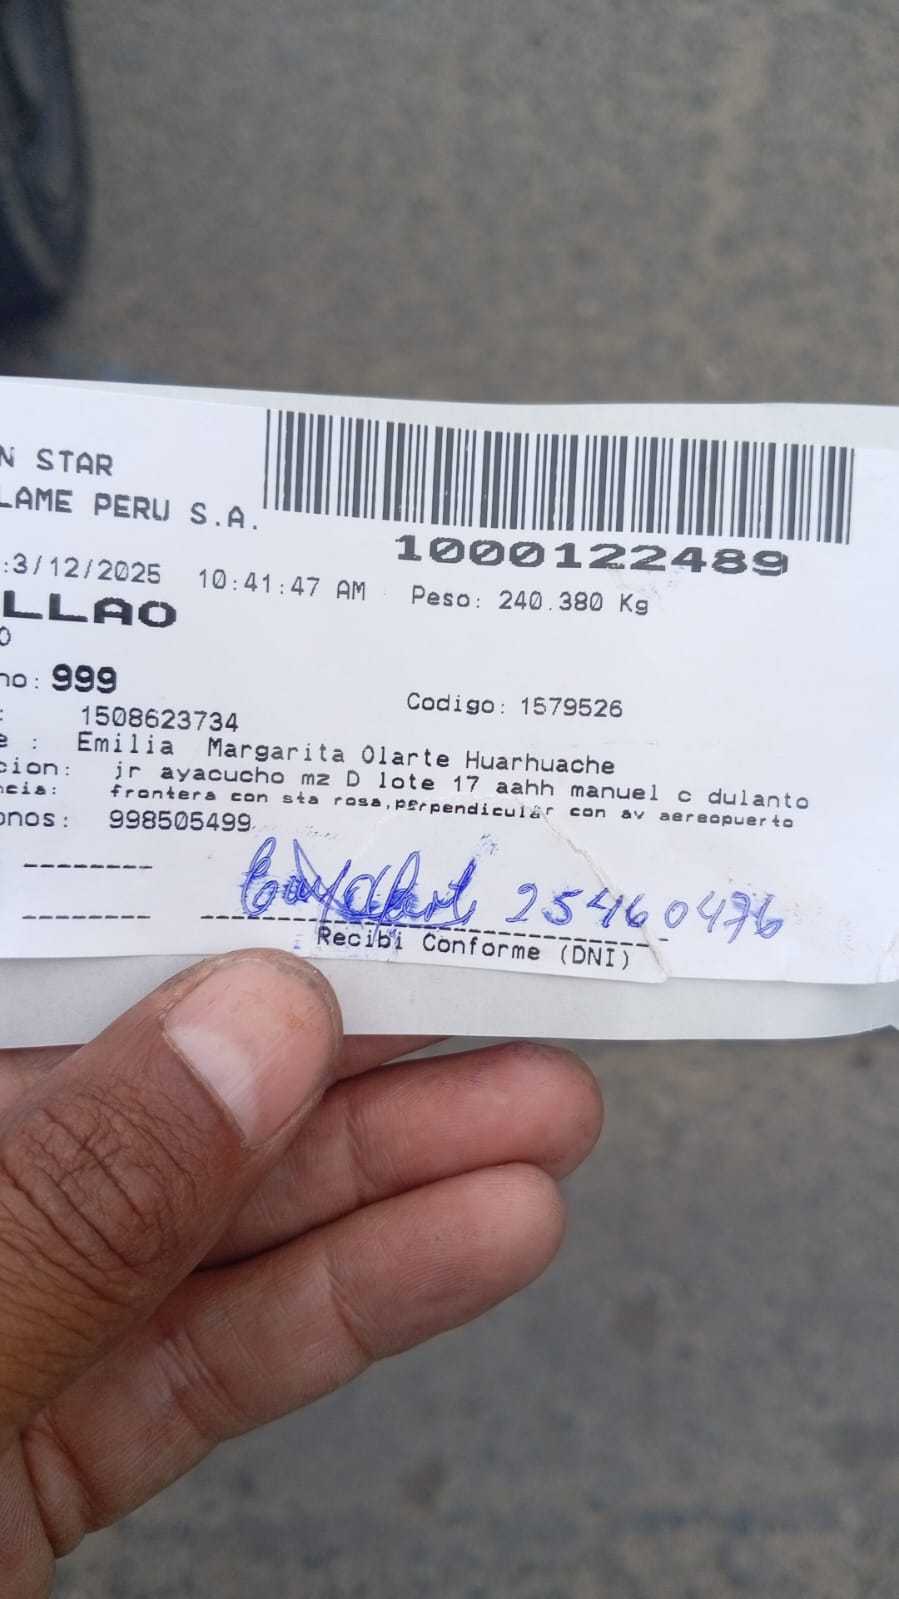 N STAR
LAME PERU S.A.
1000122489
:3/12/2025 10:41:47 AM Peso: 240.380 Kg
LLAO
O
no: 999 Codigo: 1579526
: 1508623734
e : Emilia Margarita Olarte Huarhuache
cion: jr ayacucho mz D lote 17 aahh manuel c dulanto
ncia: frontera con sta rosa,perpendicular con av aereopuerto
onos: 998505499
25460476
Recibi Conforme (DNI)